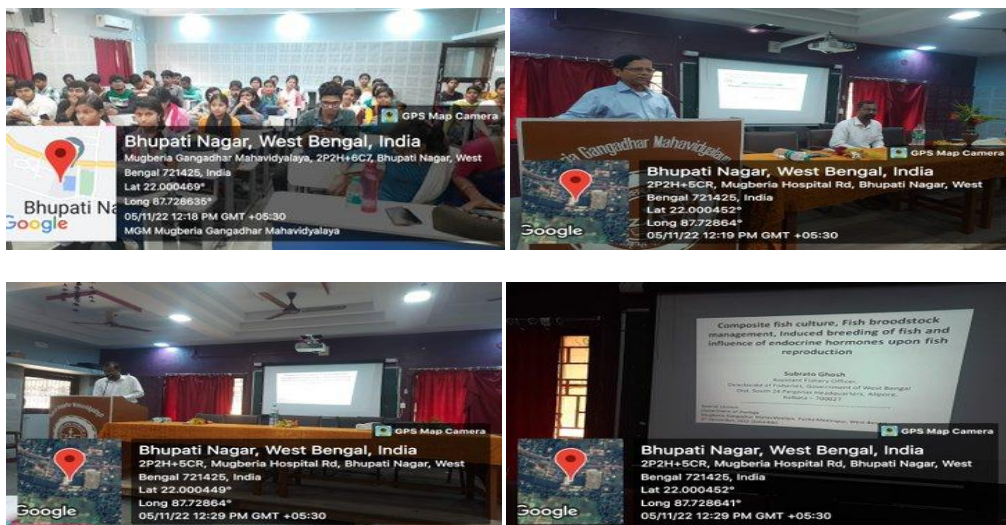 GPS Map Camera
Bhupati Nagar, West Bengal, India
Mugberia Gangadhar Mahavidyalaya, 2P2H+6C7, Bhupati Nagar, West
Bengal 721425, India
Lat 22.000469°
Long 87.728635°
05/11/22 12:18 PM GMT +05:30
MGM Mugberia Gangadhar Mahavidyalaya
Bhupati Na
Google
Gangadhar Mahavidyalaya
GPS Map Camera
Bhupati Nagar, West Bengal, India
2P2H+5CR, Mugberia Hospital Rd, Bhupati Nagar, West
Bengal 721425, India
Lat 22.000452°
Long 87.72864°
05/11/22 12:19 PM GMT +05:30
Google
GPS Map Camera
Bhupati Nagar, West Bengal, India
2P2H+5CR, Mugberia Hospital Rd, Bhupati Nagar, West
Bengal 721425, India
Lat 22.000449°
Long 87.72864°
05/11/22 12:29 PM GMT +05:30
Google
Composite fish culture, Fish broodstock
management, Induced breeding of fish and
influence of endocrine hormones upon fish
reproduction
Subrato Ghosh
Assistant Fishery Officer,
Directorate of Fisheries, Government of West Bengal
Dist. South 24 Parganas Headquarters, Alipore,
Kolkata – 700027
GPS Map Camera
Bhupati Nagar, West Bengal, India
2P2H+5CR, Mugberia Hospital Rd, Bhupati Nagar, West
Bengal 721425, India
Lat 22.000452°
Long 87.728641°
05/11/22 12:29 PM GMT +05:30
Google